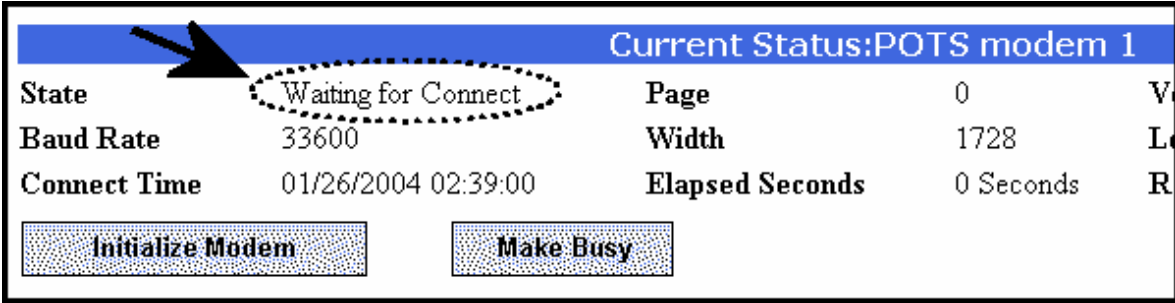 Current Status:POTS modem 1
State Waiting for Connect Page 0
Baud Rate 33600 Width 1728
Connect Time 01/26/2004 02:39:00 Elapsed Seconds 0 Seconds
Initialize Modem Make Busy